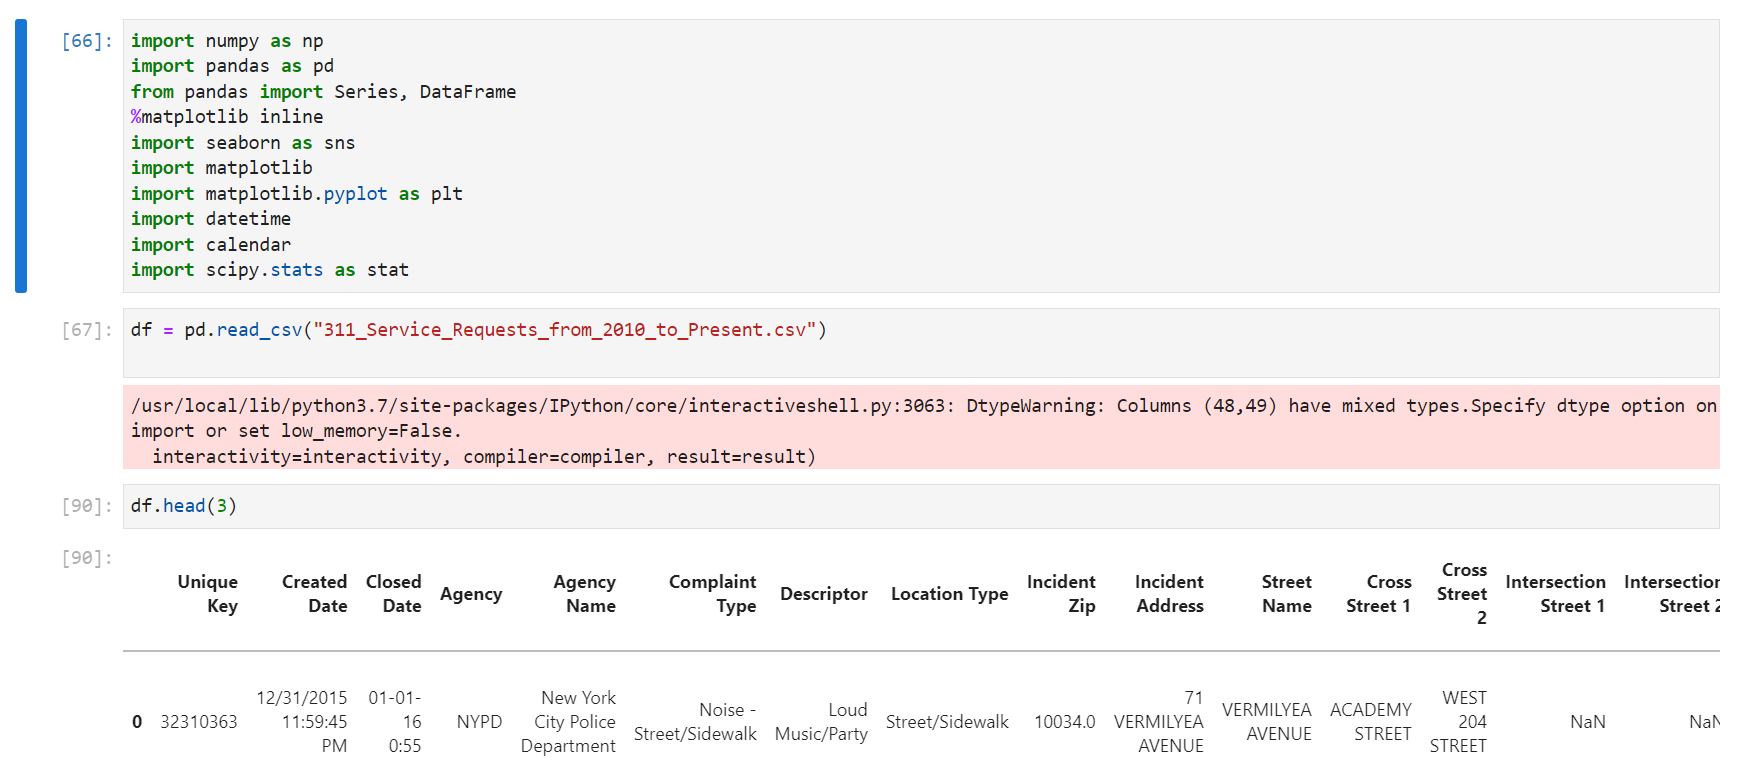 [66]:
import numpy as np
import pandas as pd
from pandas import Series, DataFrame
%matplotlib inline
import seaborn as sns
import matplotlib
import matplotlib.pyplot as plt
import datetime
import calendar
import scipy.stats as stat
[67]:
df = pd.read_csv("311_Service_Requests_from_2010_to_Present.csv")
/usr/local/lib/python3.7/site-packages/IPython/core/interactiveshell.py:3063: DtypeWarning: Columns (48,49) have mixed types.Specify dtype option on
import or set low_memory=False.
  interactivity=interactivity, compiler=compiler, result=result)
[90]:
df.head(3)
[90]:
Unique Key
Created Date
Closed Date
Agency
Agency Name
Complaint Type
Descriptor
Location Type
Incident Zip
Incident Address
Street Name
Cross Street 1
Cross Street 2
Intersection Street 1
Intersection Street 2
0
32310363
12/31/2015 11:59:45 PM
01-01-16 0:55
NYPD
New York City Police Department
Noise - Street/Sidewalk
Loud Music/Party
Street/Sidewalk
10034.0
71 VERMILYEA AVENUE
VERMILYEA AVENUE
ACADEMY STREET
WEST 204 STREET
NaN
NaN